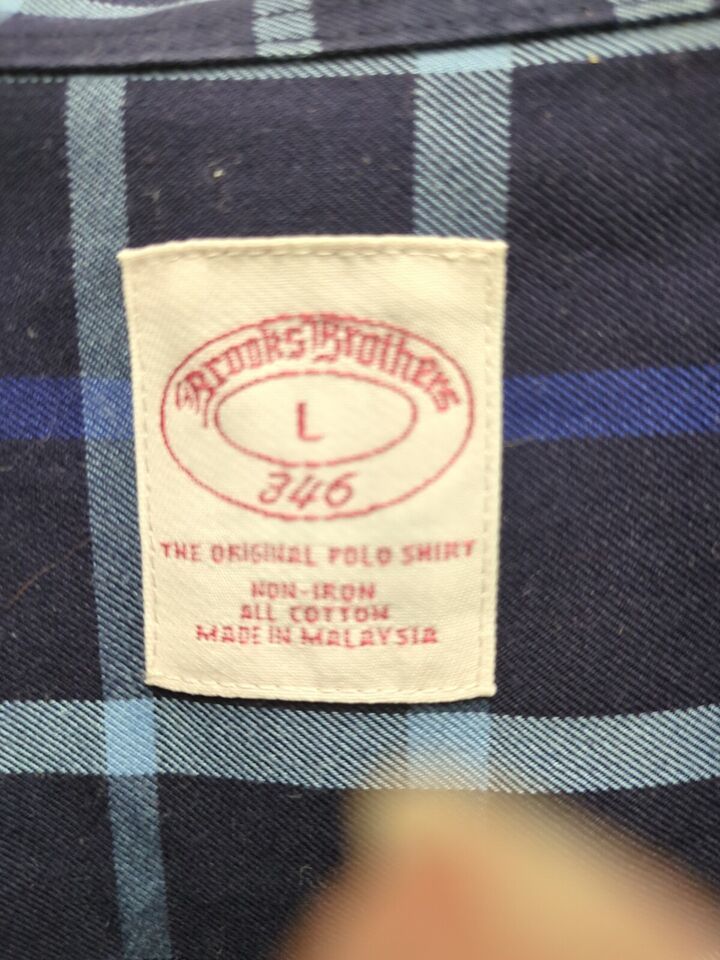 Brooks Brothers
L
346
THE ORIGINAL POLO SHIRT
NON-IRON
ALL COTTON
MADE IN MALAYSIA